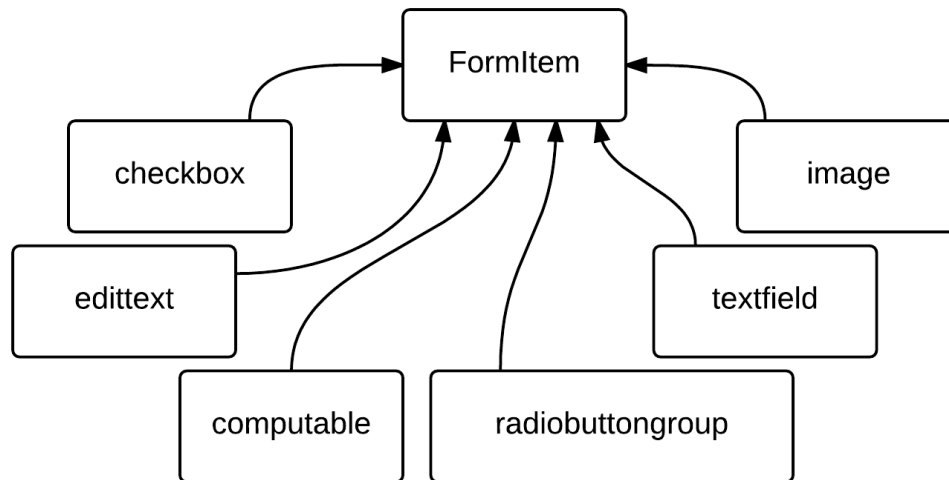 FormItem
checkbox
image
edittext
textfield
computable
radiobuttongroup